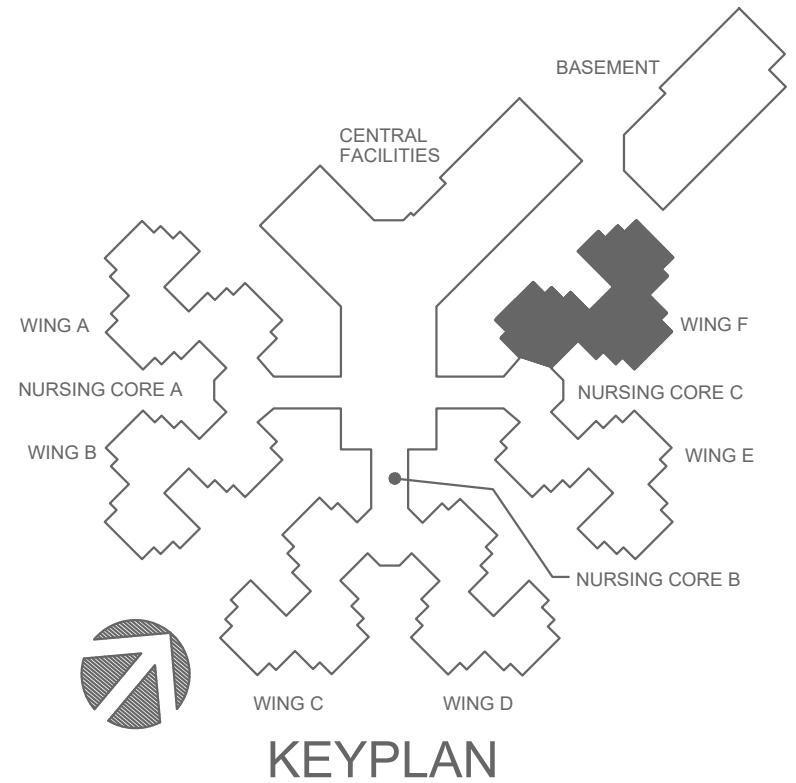 BASEMENT
CENTRAL
FACILITIES
WING A
WING F
NURSING CORE A
NURSING CORE C
WING B
WING E
NURSING CORE B
WING C
WING D
KEYPLAN